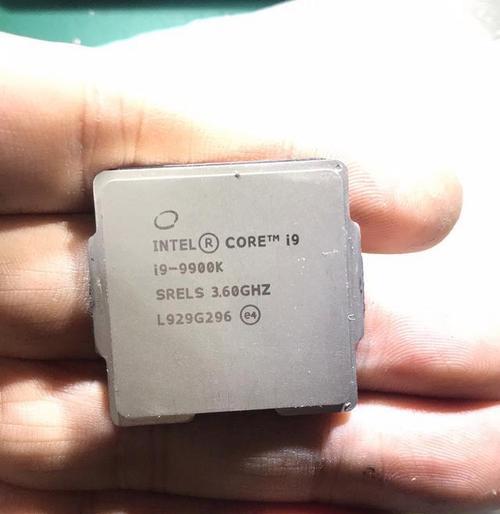 INTEL® CORE™ i9
i9-9900K
SRELS 3.60GHZ
L929G296 e4